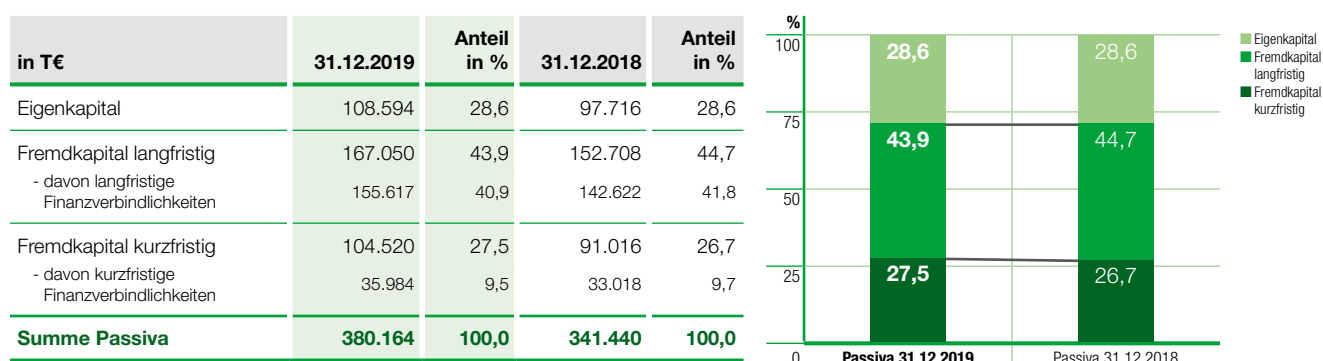 in T€ 31.12.2019 Anteil in % 31.12.2018 Anteil in %
Eigenkapital 108.594 28,6 97.716 28,6
Fremdkapital langfristig 167.050 43,9 152.708 44,7
- davon langfristige
Finanzverbindlichkeiten 155.617 40,9 142.622 41,8
Fremdkapital kurzfristig 104.520 27,5 91.016 26,7
- davon kurzfristige
Finanzverbindlichkeiten 35.984 9,5 33.018 9,7
Summe Passiva 380.164 100,0 341.440 100,0
%
100
75
50
25
0
28,6 28,6
43,9 44,7
27,5 26,7
Passiva 31.12.2019 Passiva 31.12.2018
Eigenkapital
Fremdkapital
langfristig
Fremdkapital
kurzfristig